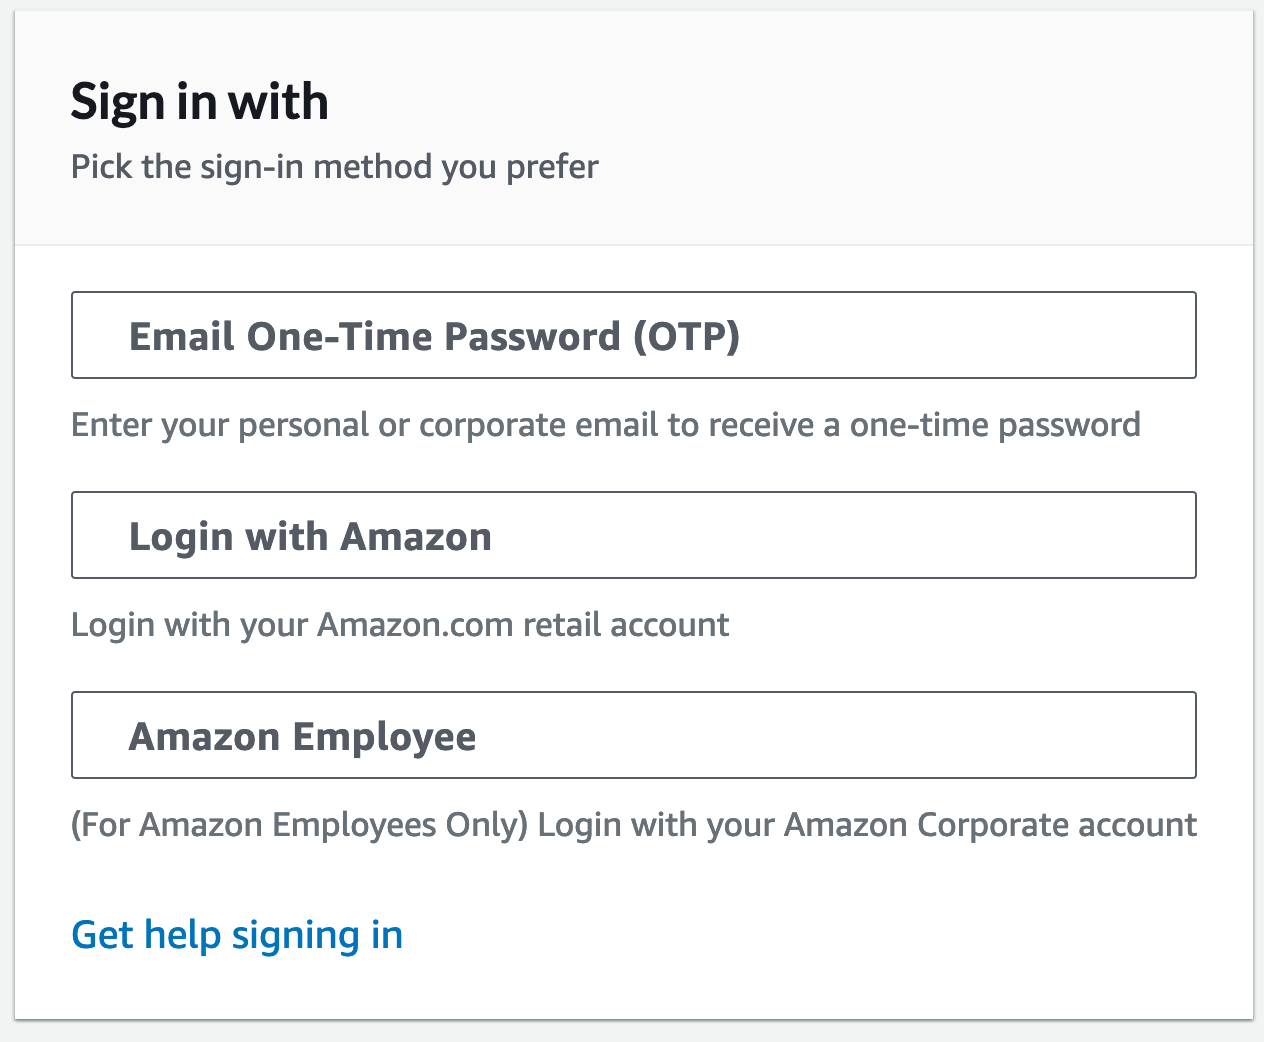 Sign in with
Pick the sign-in method you prefer
Email One-Time Password (OTP)
Enter your personal or corporate email to receive a one-time password
Login with Amazon
Login with your Amazon.com retail account
Amazon Employee
(For Amazon Employees Only) Login with your Amazon Corporate account
Get help signing in